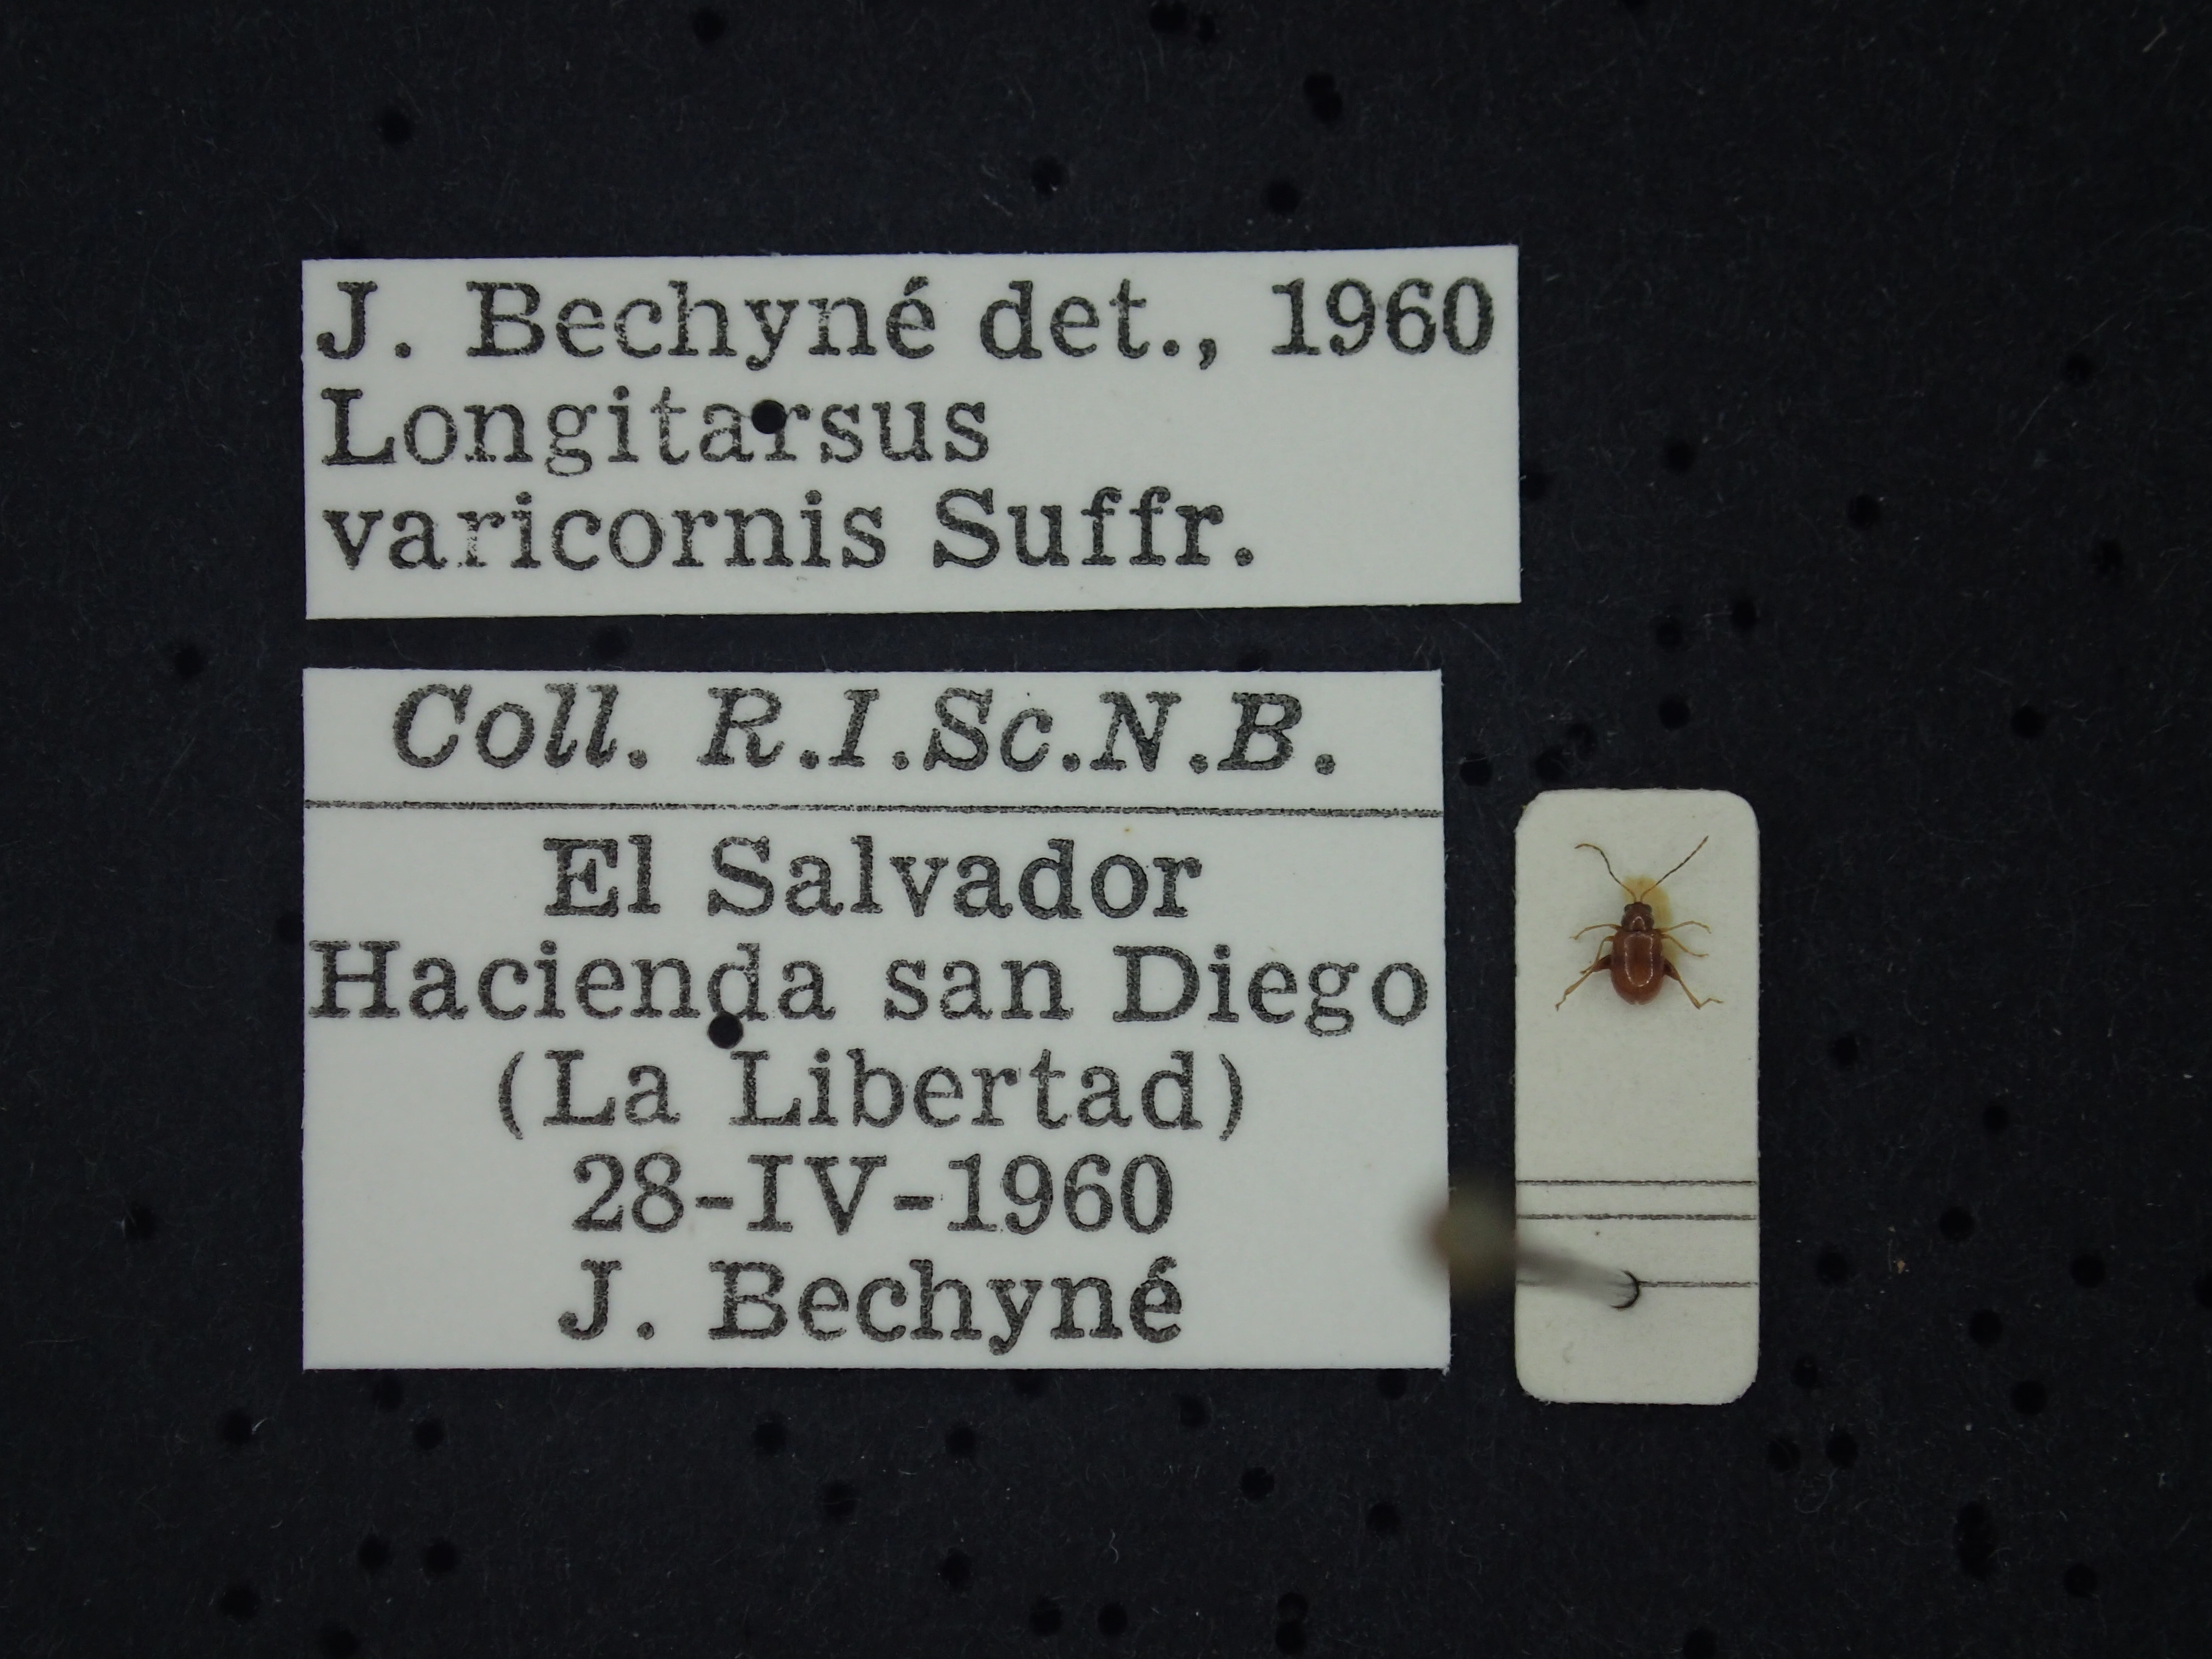 J. Bechyné det., 1960
Longitarsus
varicornis Suffr.
Coll. R.I.Sc.N.B.
El Salvador
Hacienda san Diego
(La Libertad)
28-IV-1960
J. Bechyné